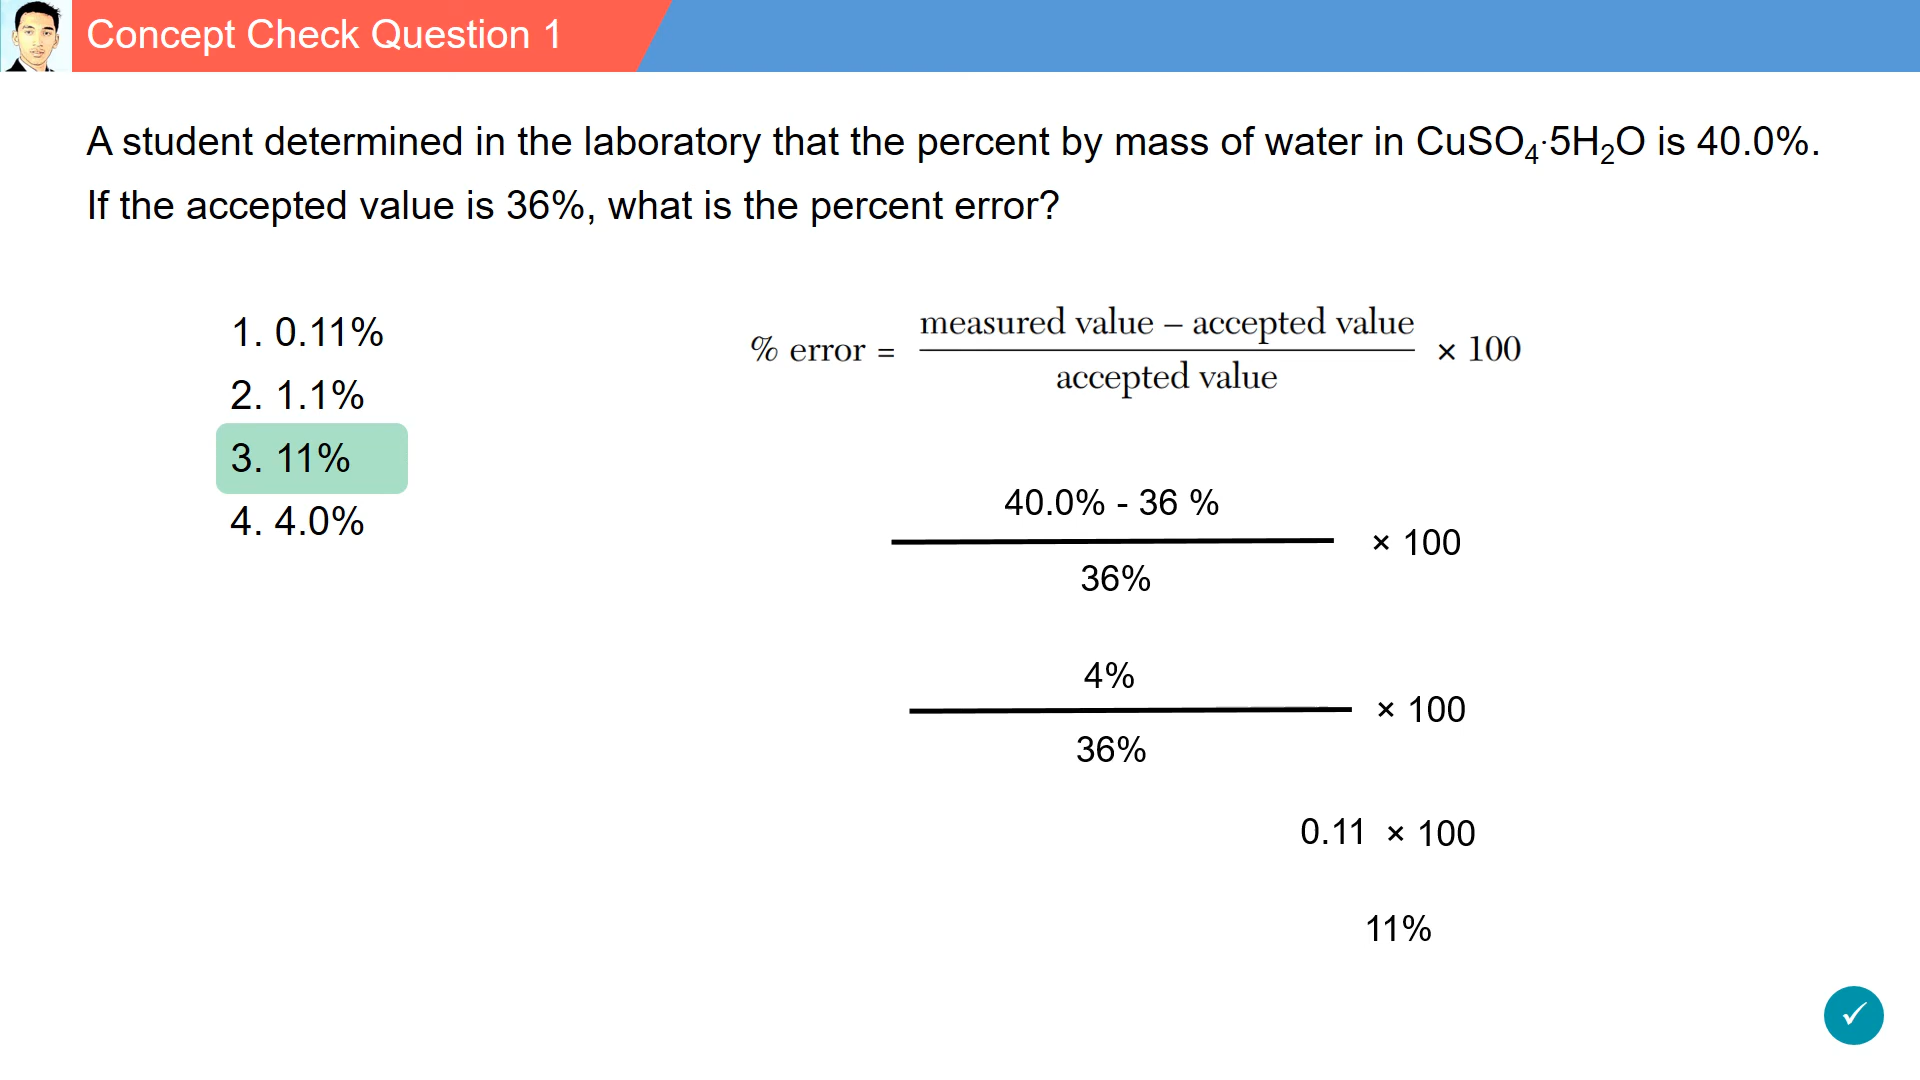 Concept Check Question 1
A student determined in the laboratory that the percent by mass of water in CuSO₄·5H₂O is 40.0%.
If the accepted value is 36%, what is the percent error?
1. 0.11%
2. 1.1%
3. 11%
4. 4.0%
% error = measured value – accepted value
accepted value
× 100
40.0% - 36 %
36%
× 100
4%
36%
× 100
0.11 × 100
11%